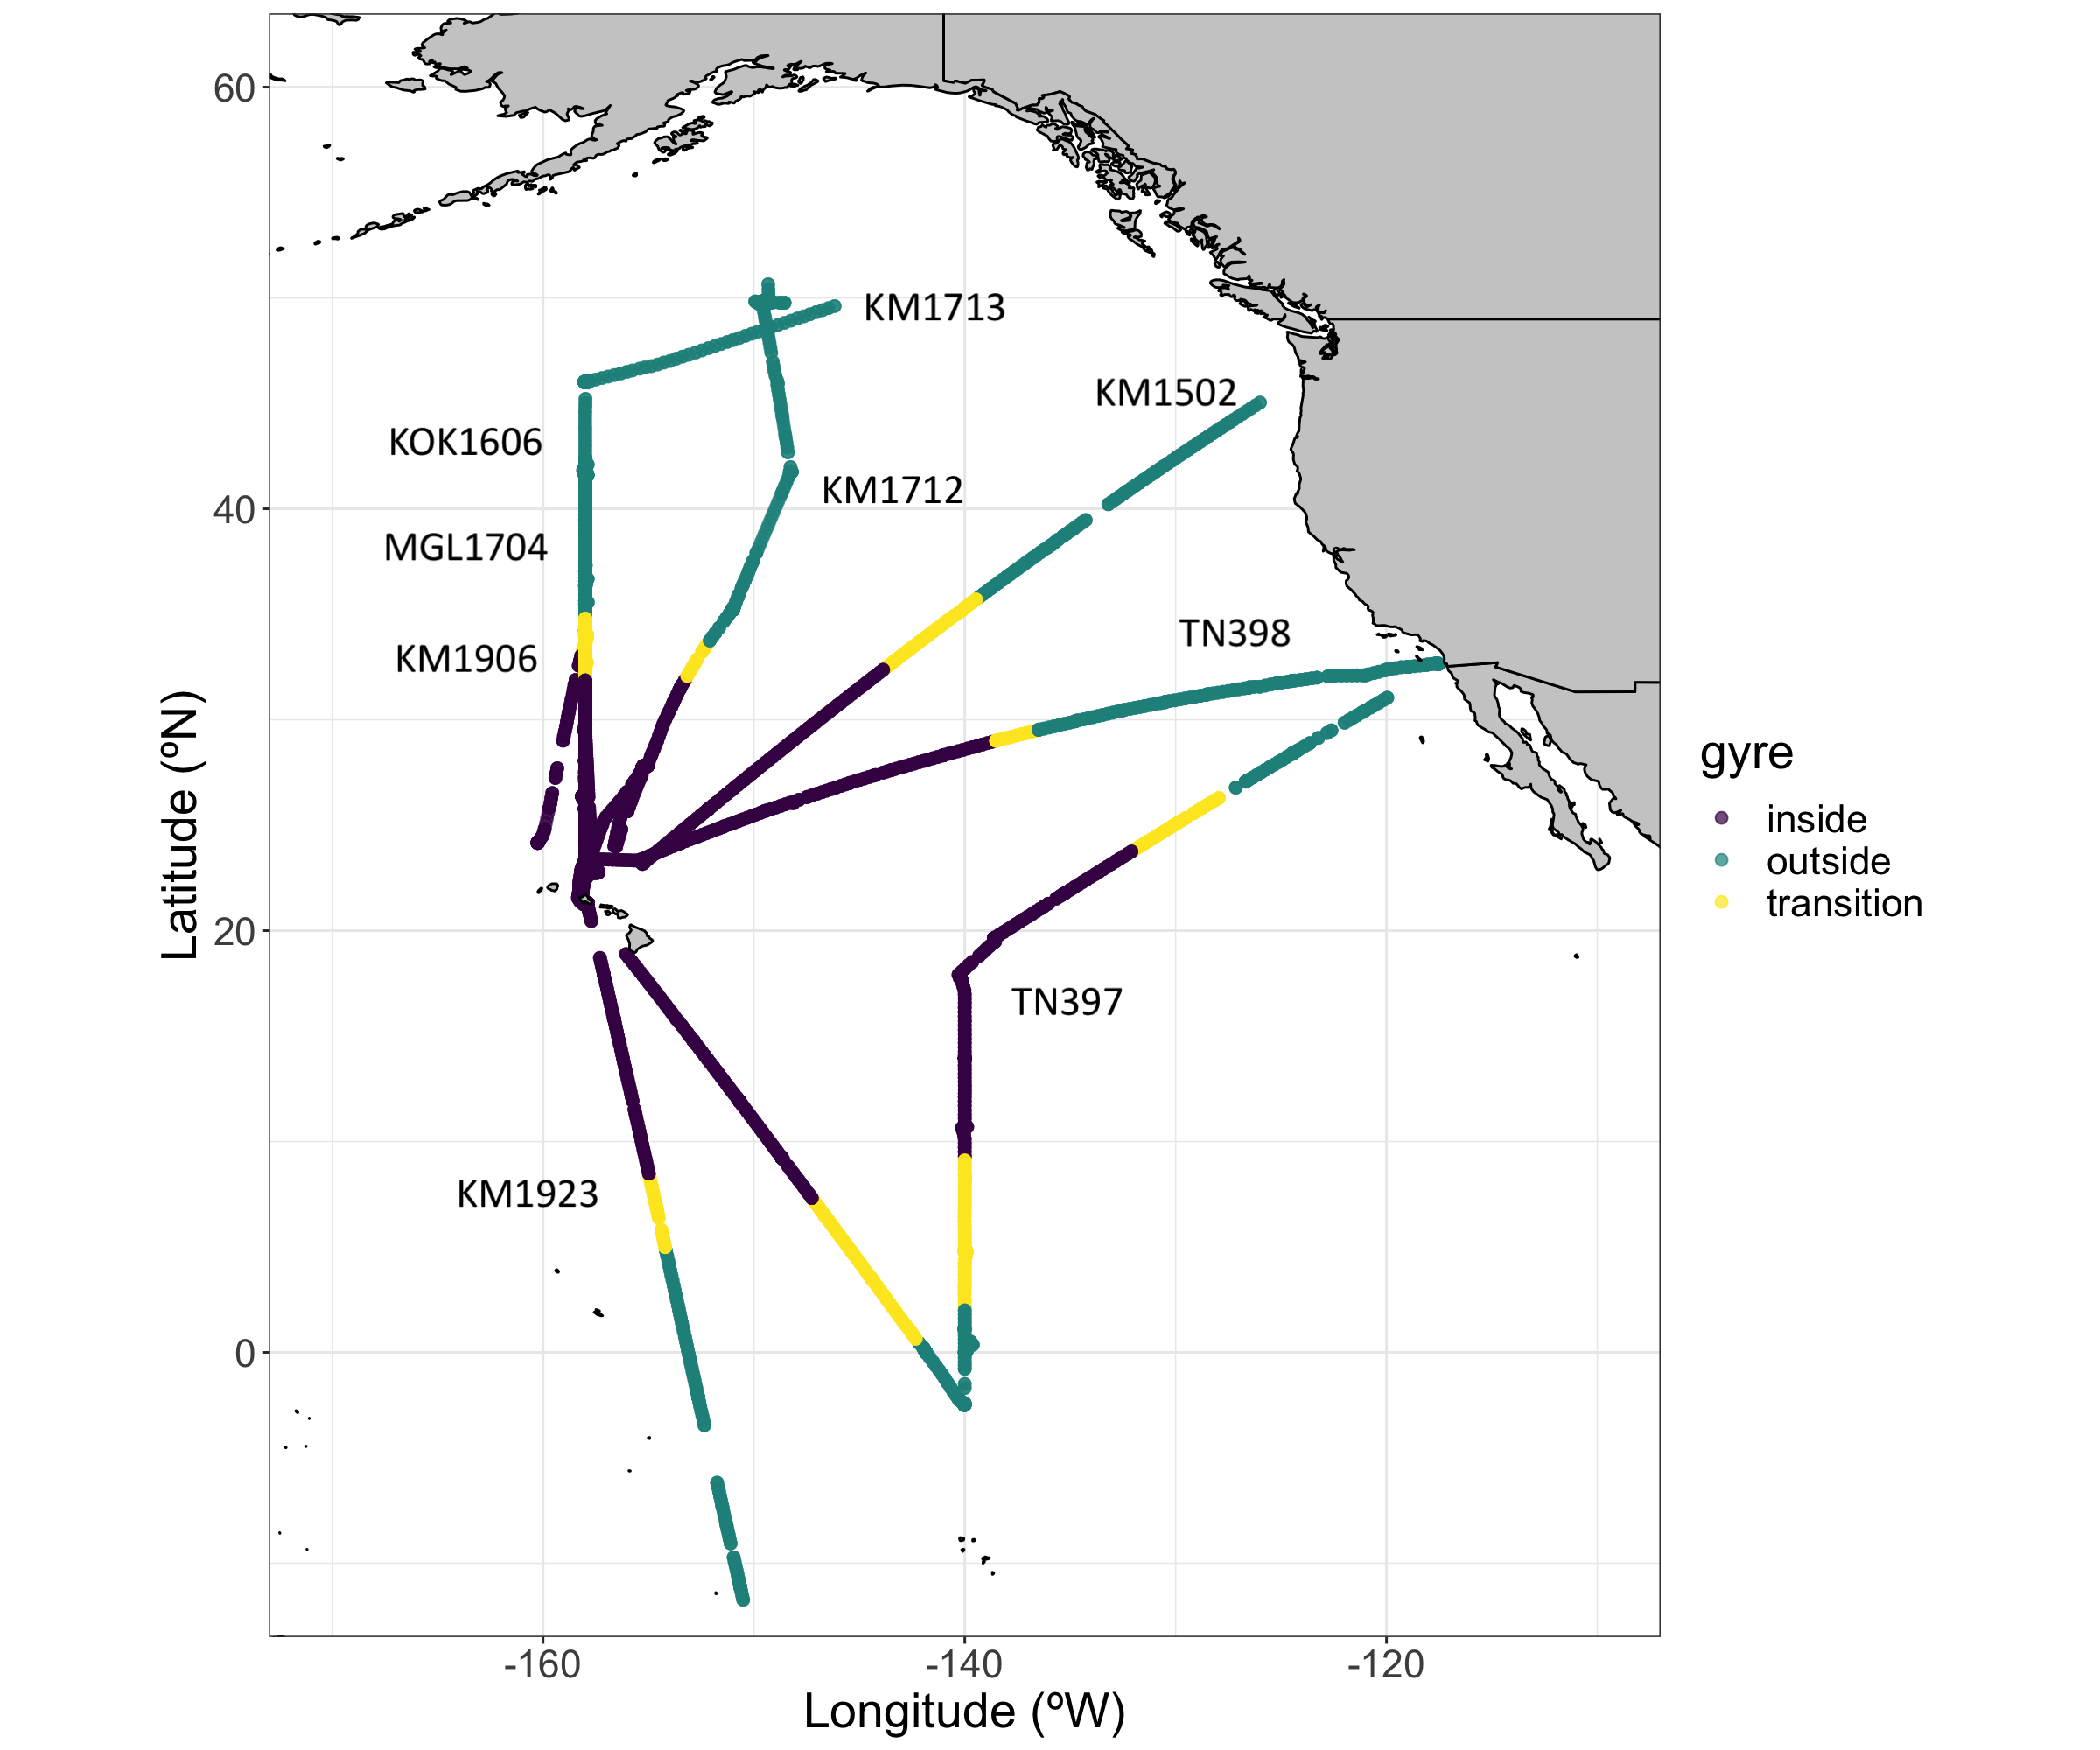 60
KM1713
KM1502
KOK1606
KM1712
40
MGL1704
TN398
KM1906
gyre
inside
outside
transition
Latitude (ºN)
20
TN397
KM1923
0
-160
-140
-120
Longitude (ºW)